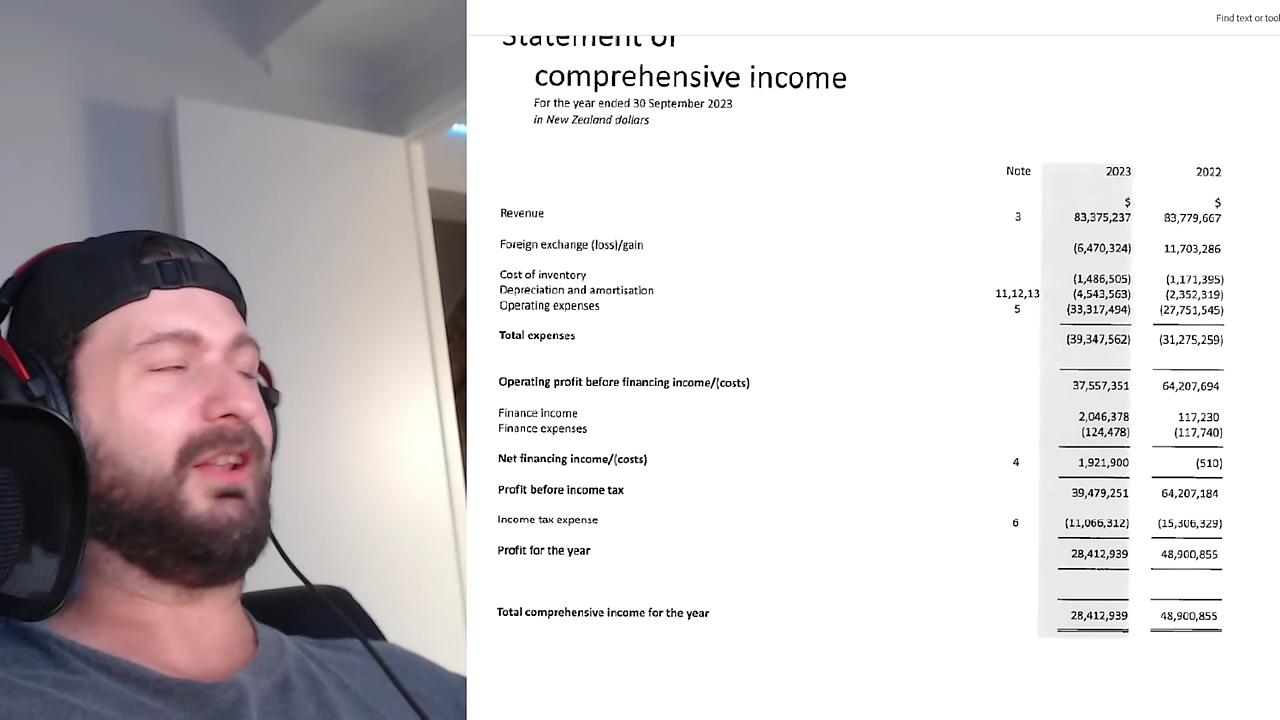 Find text or tool
Statement of
comprehensive income
For the year ended 30 September 2023
in New Zealand dollars
Note 2023 2022
$ $
Revenue 3 83,375,237 83,779,667
Foreign exchange (loss)/gain (6,470,324) 11,703,286
Cost of inventory (1,486,505) (1,171,395)
Depreciation and amortisation 11,12,13 (4,543,563) (2,352,319)
Operating expenses 5 (33,317,494) (27,751,545)
Total expenses (39,347,562) (31,275,259)
Operating profit before financing income/(costs) 37,557,351 64,207,694
Finance income 2,046,378 117,230
Finance expenses (124,478) (117,740)
Net financing income/(costs) 4 1,921,900 (510)
Profit before income tax 39,479,251 64,207,184
Income tax expense 6 (11,066,312) (15,306,329)
Profit for the year 28,412,939 48,900,855
Total comprehensive income for the year 28,412,939 48,900,855